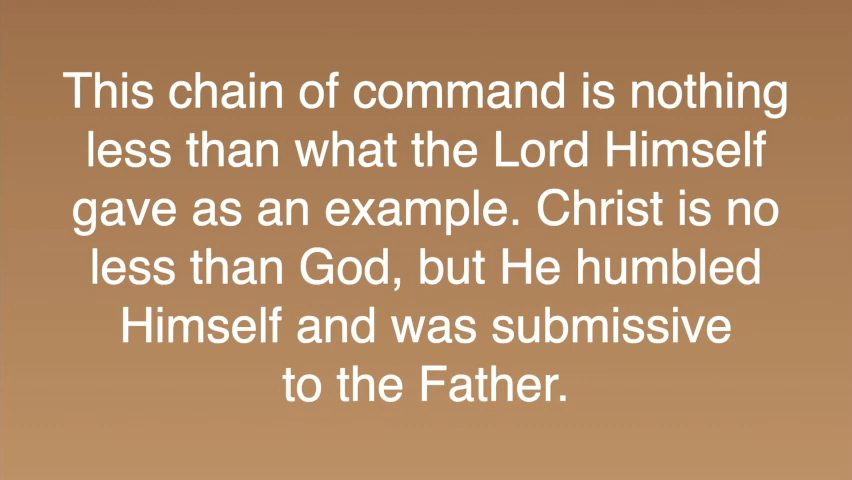 This chain of command is nothing
less than what the Lord Himself
gave as an example. Christ is no
less than God, but He humbled
Himself and was submissive
to the Father.